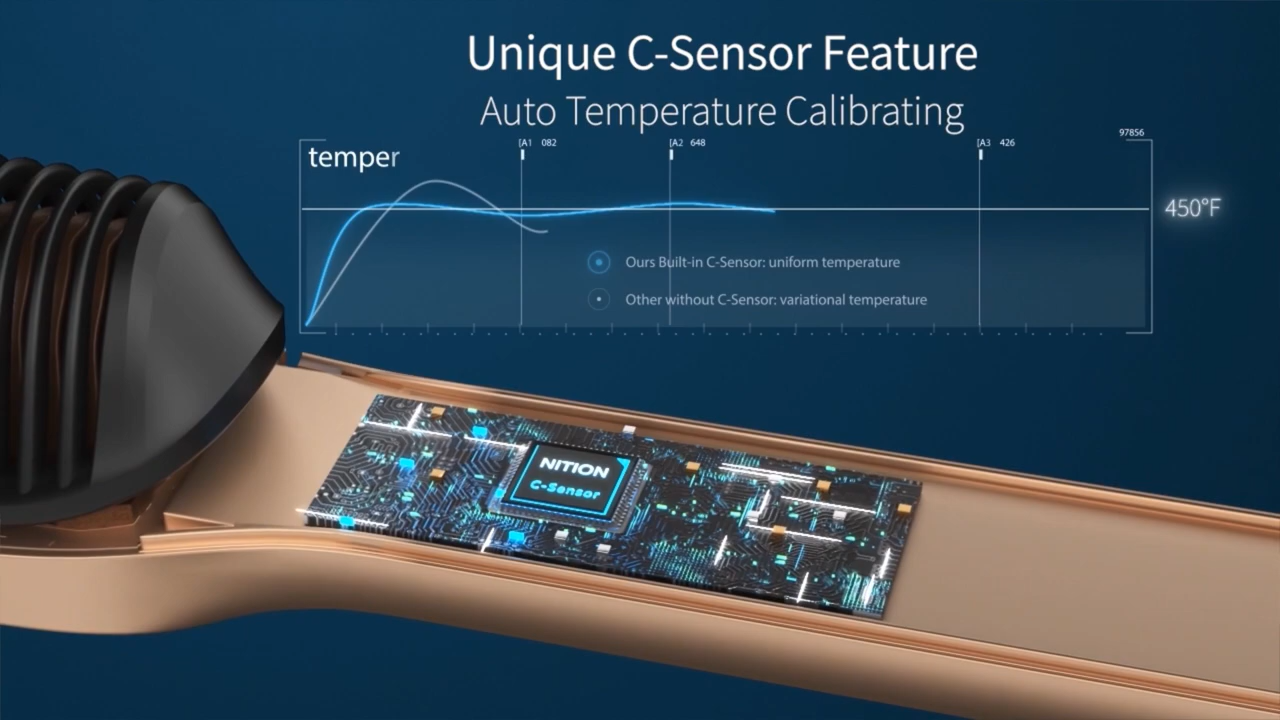 Unique C-Sensor Feature
Auto Temperature Calibrating
97856
[A1 082
[A2 648
[A3 426
temper
450°F
Ours Built-in C-Sensor: uniform temperature
Other without C-Sensor: variational temperature
NITION
C-Sensor